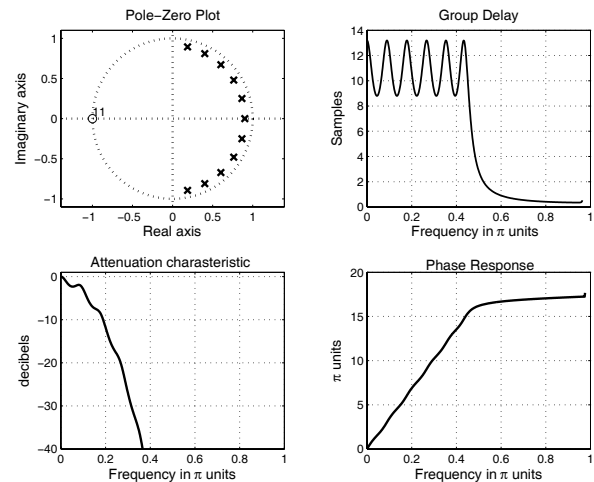 Pole-Zero Plot
Imaginary axis
1
0.5
0
−0.5
−1
11
−1 −0.5 0 0.5 1
Real axis
Group Delay
Samples
14
12
10
8
6
4
2
0
0 0.2 0.4 0.6 0.8 1
Frequency in π units
Attenuation charasteristic
decibels
0
−10
−20
−30
−40
0 0.2 0.4 0.6 0.8 1
Frequency in π units
Phase Response
π units
20
15
10
5
0
0 0.2 0.4 0.6 0.8 1
Frequency in π units